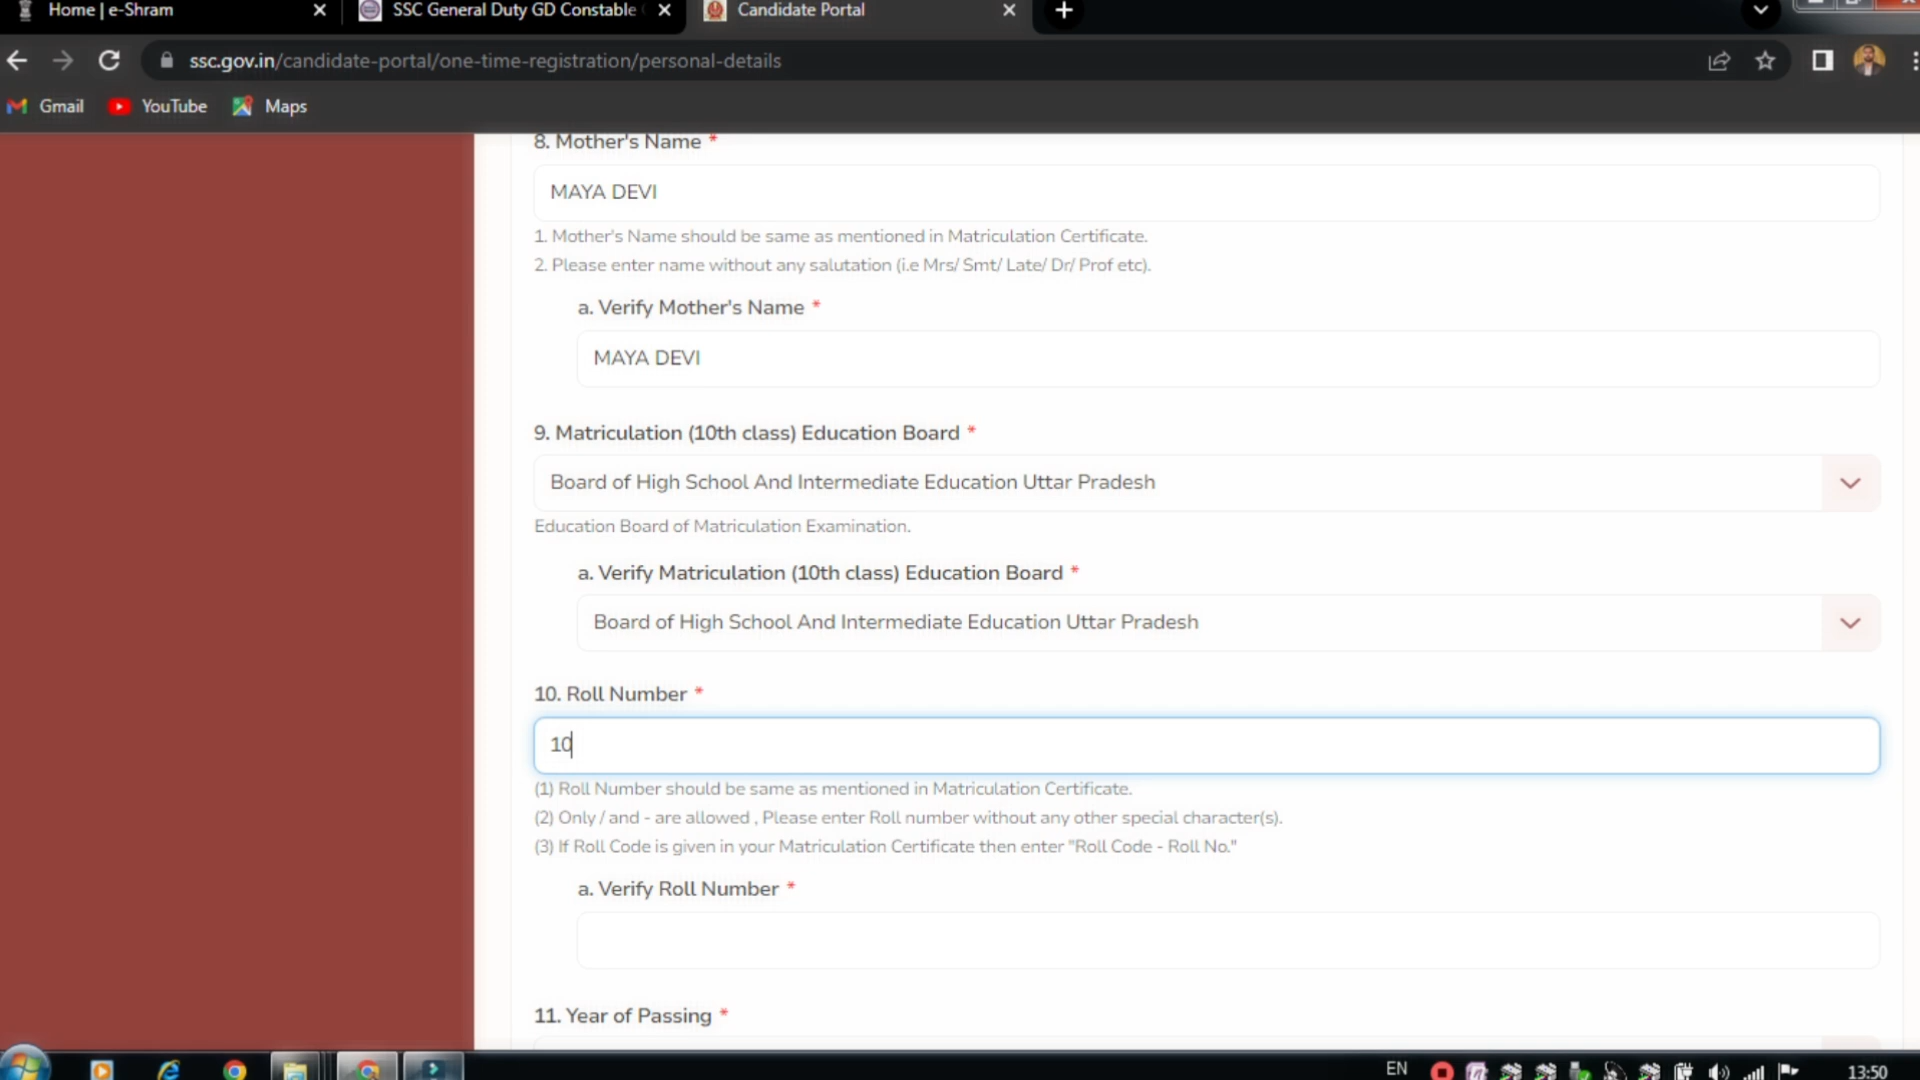 Home | e-Shram
SSC General Duty GD Constable
Candidate Portal
ssc.gov.in/candidate-portal/one-time-registration/personal-details
Gmail
YouTube
Maps
8. Mother's Name *
MAYA DEVI
1. Mother's Name should be same as mentioned in Matriculation Certificate.
2. Please enter name without any salutation (i.e Mrs/ Smt/ Late/ Dr/ Prof etc).
a. Verify Mother's Name *
MAYA DEVI
9. Matriculation (10th class) Education Board *
Board of High School And Intermediate Education Uttar Pradesh
Education Board of Matriculation Examination.
a. Verify Matriculation (10th class) Education Board *
Board of High School And Intermediate Education Uttar Pradesh
10. Roll Number *
10
(1) Roll Number should be same as mentioned in Matriculation Certificate.
(2) Only / and - are allowed , Please enter Roll number without any other special character(s).
(3) If Roll Code is given in your Matriculation Certificate then enter "Roll Code - Roll No."
a. Verify Roll Number *
11. Year of Passing *
EN
13:50